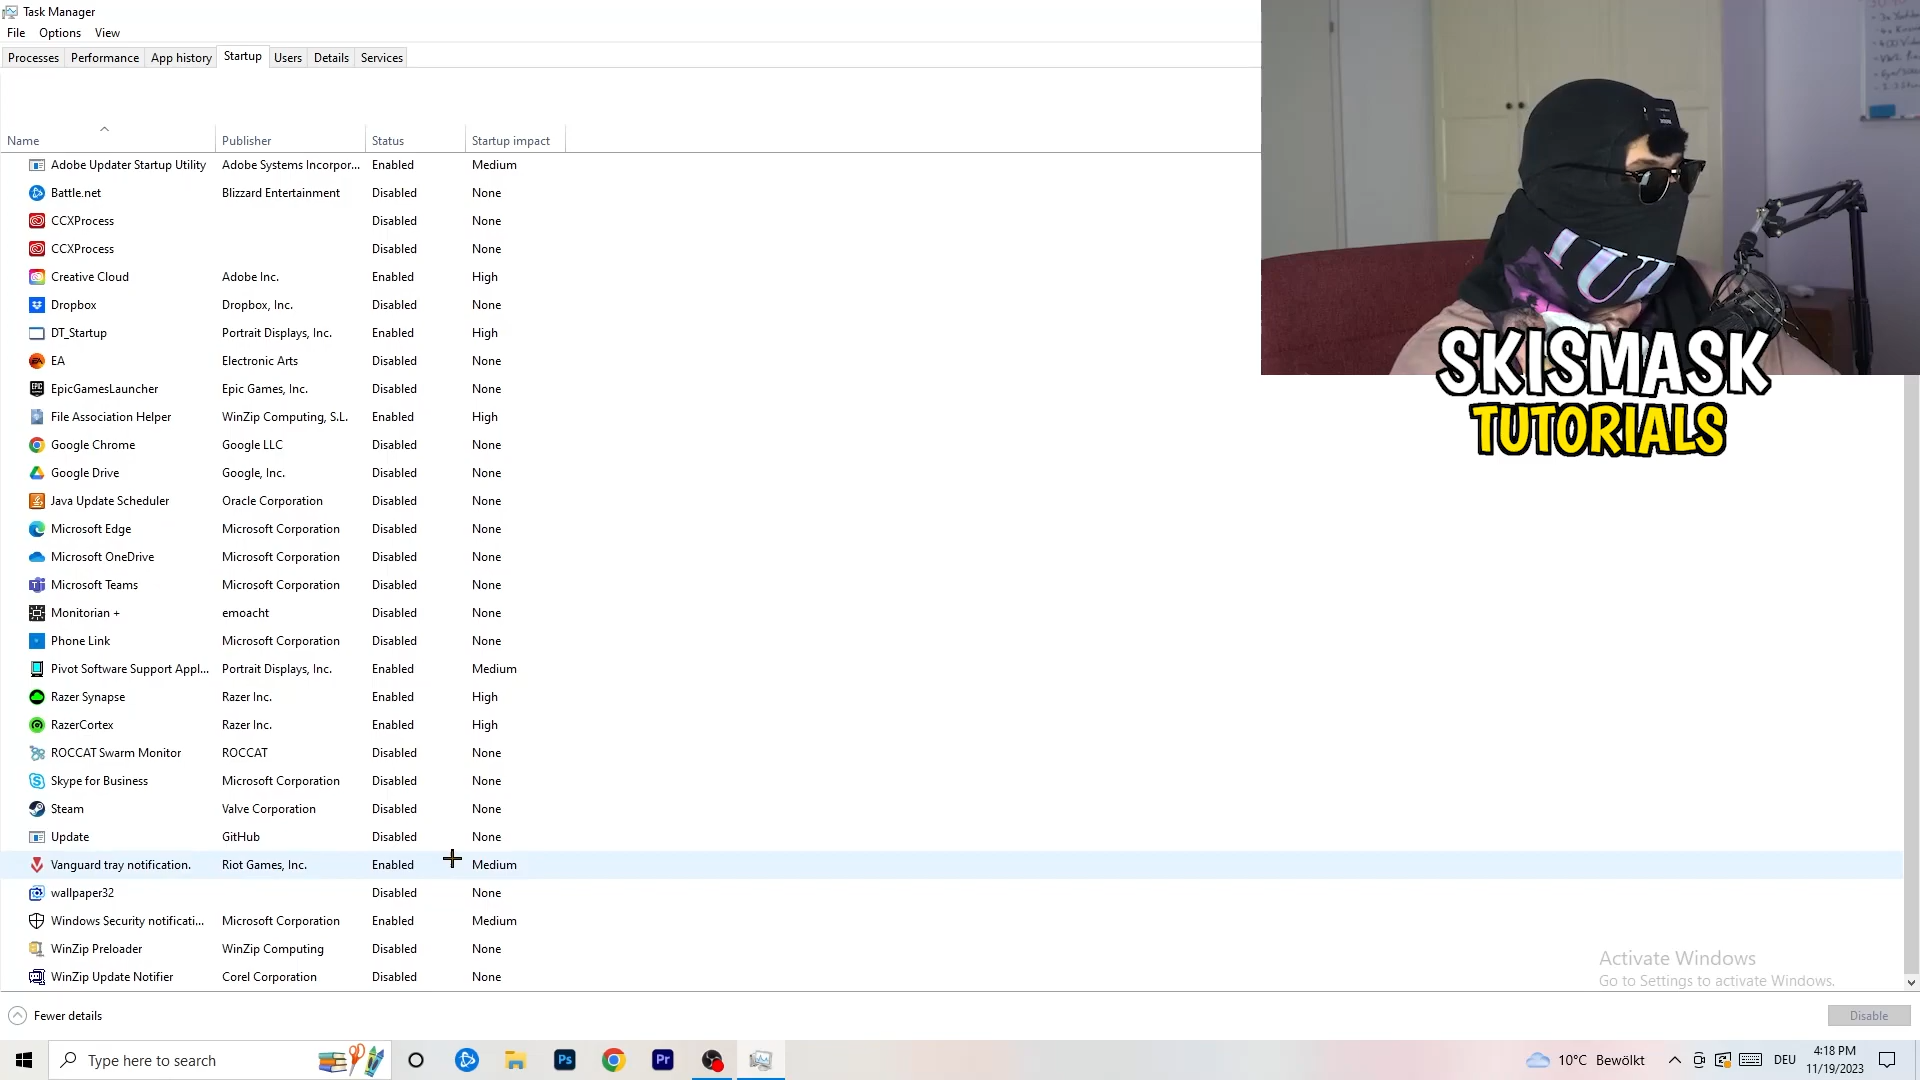 Task Manager
File Options View
Processes Performance App history Startup Users Details Services
Name Publisher Status Startup impact
Adobe Updater Startup Utility Adobe Systems Incorpor... Enabled Medium
Battle.net Blizzard Entertainment Disabled None
CCXProcess Disabled None
CCXProcess Disabled None
Creative Cloud Adobe Inc. Enabled High
Dropbox Dropbox, Inc. Disabled None
DT_Startup Portrait Displays, Inc. Enabled High
EA Electronic Arts Disabled None
EpicGamesLauncher Epic Games, Inc. Disabled None
File Association Helper WinZip Computing, S.L. Enabled High
Google Chrome Google LLC Disabled None
Google Drive Google, Inc. Disabled None
Java Update Scheduler Oracle Corporation Disabled None
Microsoft Edge Microsoft Corporation Disabled None
Microsoft OneDrive Microsoft Corporation Disabled None
Microsoft Teams Microsoft Corporation Disabled None
Monitorian + emoacht Disabled None
Phone Link Microsoft Corporation Disabled None
Pivot Software Support Appl... Portrait Displays, Inc. Enabled Medium
Razer Synapse Razer Inc. Enabled High
RazerCortex Razer Inc. Enabled High
ROCCAT Swarm Monitor ROCCAT Disabled None
Skype for Business Microsoft Corporation Disabled None
Steam Valve Corporation Disabled None
Update GitHub Disabled None
Vanguard tray notification. Riot Games, Inc. Enabled Medium
wallpaper32 Disabled None
Windows Security notificati... Microsoft Corporation Enabled Medium
WinZip Preloader WinZip Computing Disabled None
WinZip Update Notifier Corel Corporation Disabled None
SKISMASK
TUTORIALS
Activate Windows
Go to Settings to activate Windows.
Fewer details Disable
Type here to search Ps Pr 10°C Bewölkt DEU 4:18 PM
11/19/2023